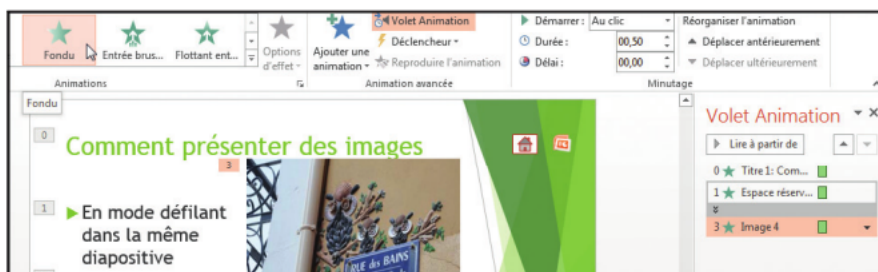 Volet Animation
Démarrer : Au clic
Réorganiser l'animation
Fondu
Entrée brus...
Flottant ent...
Options
d'effet
Ajouter une
animation
Déclencheur
Reproduire l'animation
Durée : 00,50
Délai : 00,00
Déplacer antérieurement
Déplacer ultérieurement
Animations
Animation avancée
Minutage
Fondu
0
Comment présenter des images
3
1
En mode défilant
dans la même
diapositive
RUE des BAINS
Volet Animation
Lire à partir de
0 Titre 1: Com...
1 Espace réserv...
3 Image 4